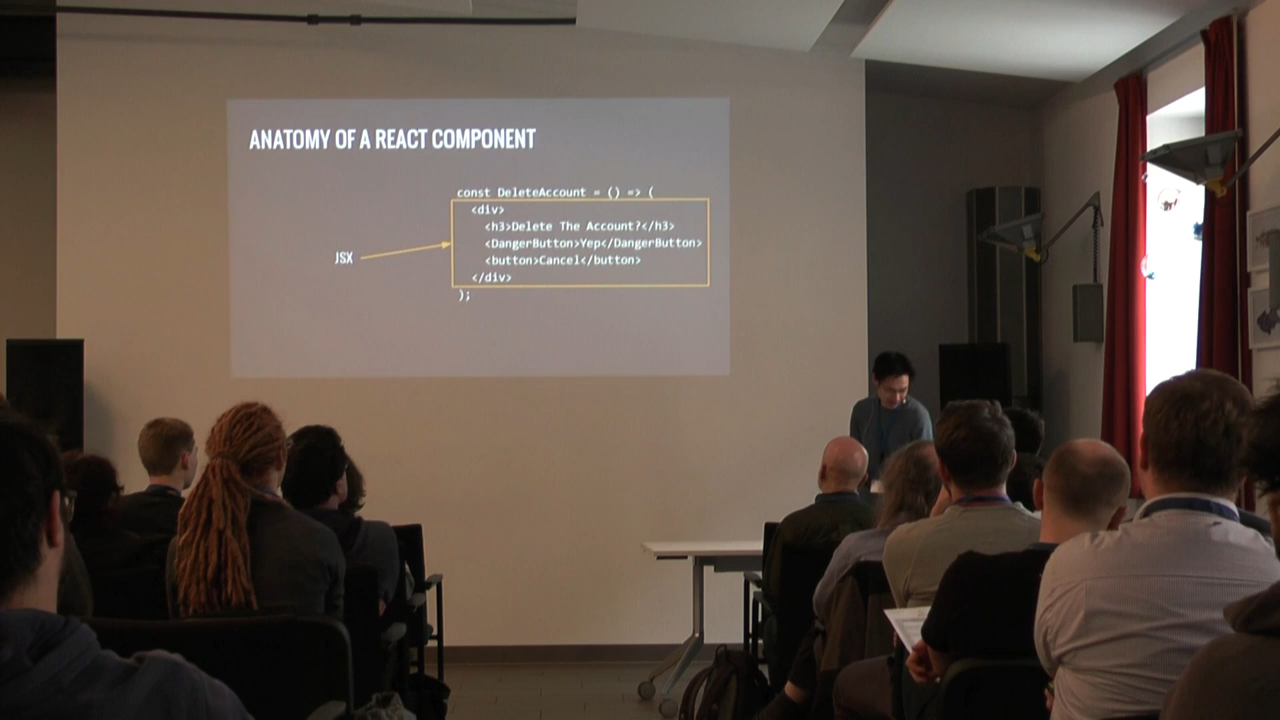 ANATOMY OF A REACT COMPONENT
const DeleteAccount = () => (
<div>
<h3>Delete The Account?</h3>
<DangerButton>Yep</DangerButton>
JSX
<button>Cancel</button>
</div>
);